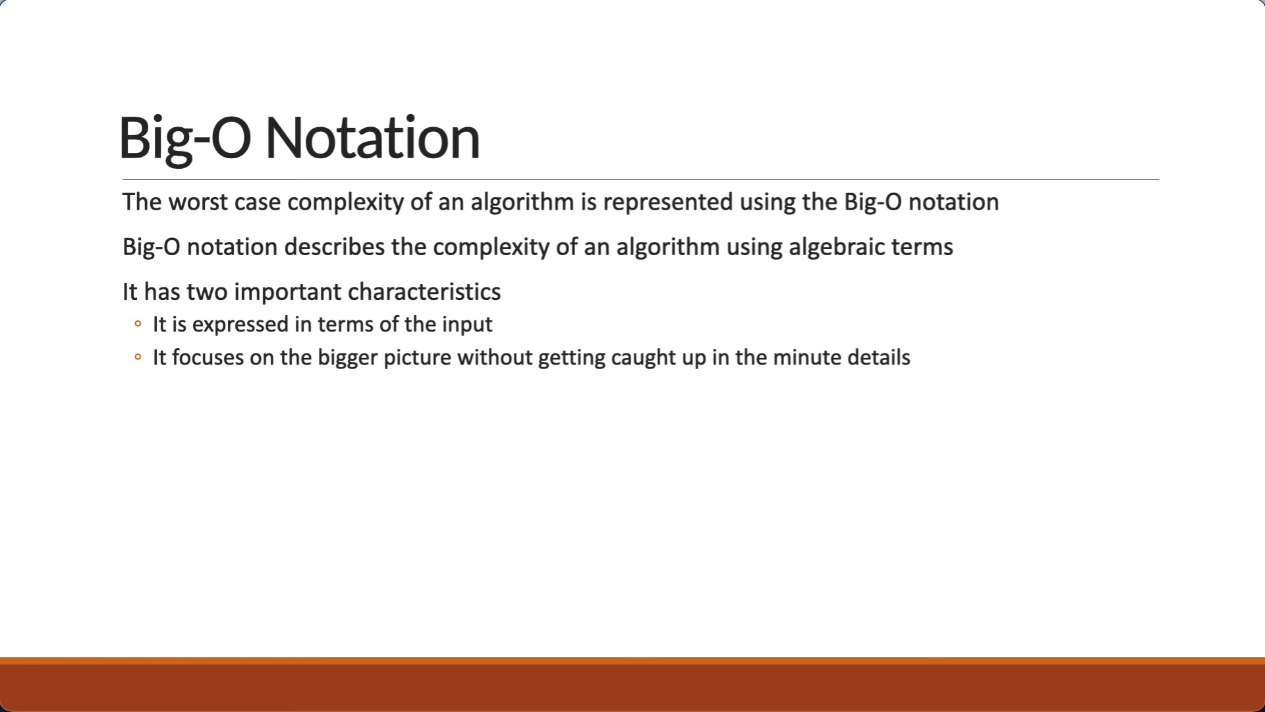 Big-O Notation
The worst case complexity of an algorithm is represented using the Big-O notation
Big-O notation describes the complexity of an algorithm using algebraic terms
It has two important characteristics
◦ It is expressed in terms of the input
◦ It focuses on the bigger picture without getting caught up in the minute details